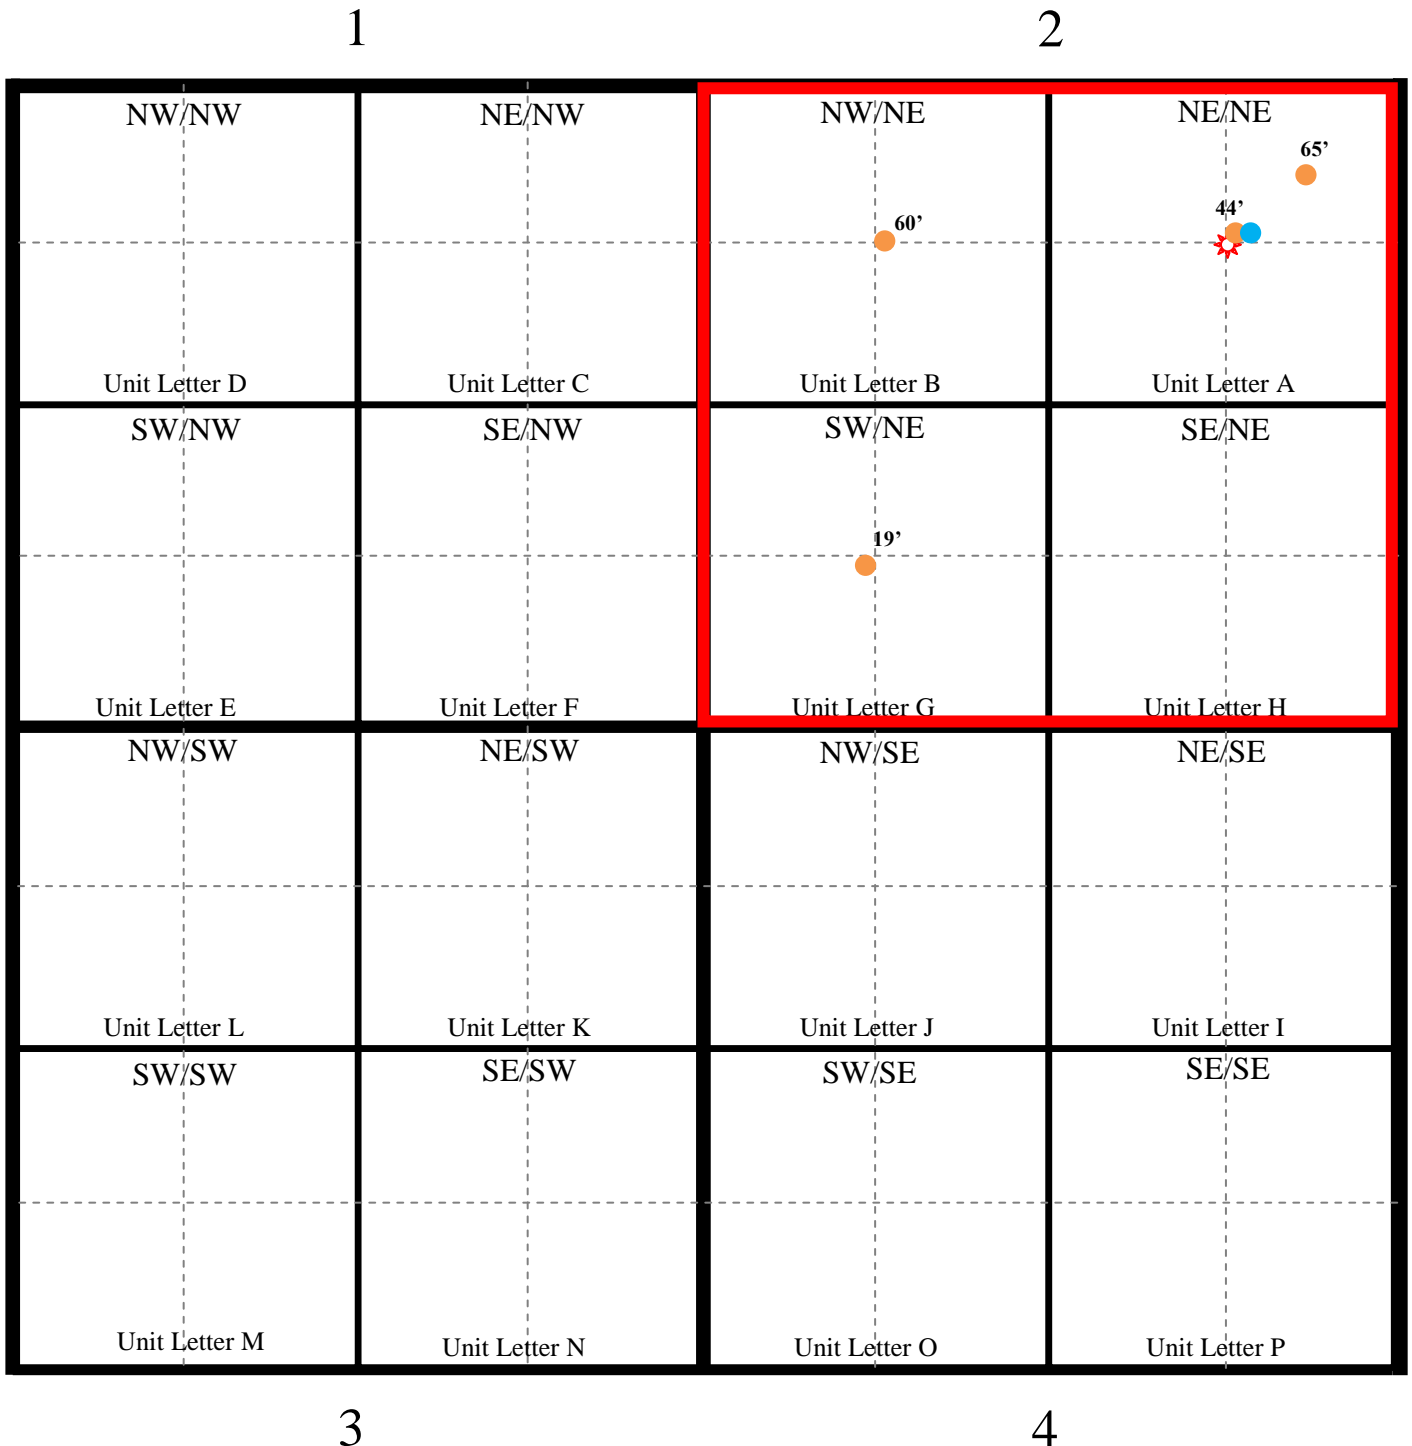 1
2
NW/NW
NE/NW
NW/NE
NE/NE
65’
44’
60’
Unit Letter D
Unit Letter C
Unit Letter B
Unit Letter A
SW/NW
SE/NW
SW/NE
SE/NE
19’
Unit Letter E
Unit Letter F
Unit Letter G
Unit Letter H
NW/SW
NE/SW
NW/SE
NE/SE
Unit Letter L
Unit Letter K
Unit Letter J
Unit Letter I
SW/SW
SE/SW
SW/SE
SE/SE
Unit Letter M
Unit Letter N
Unit Letter O
Unit Letter P
3
4